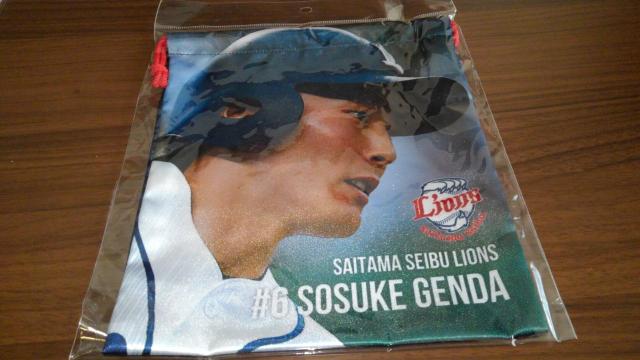 Lions
SAITAMA SEIBU LIONS
#6 SOSUKE GENDA